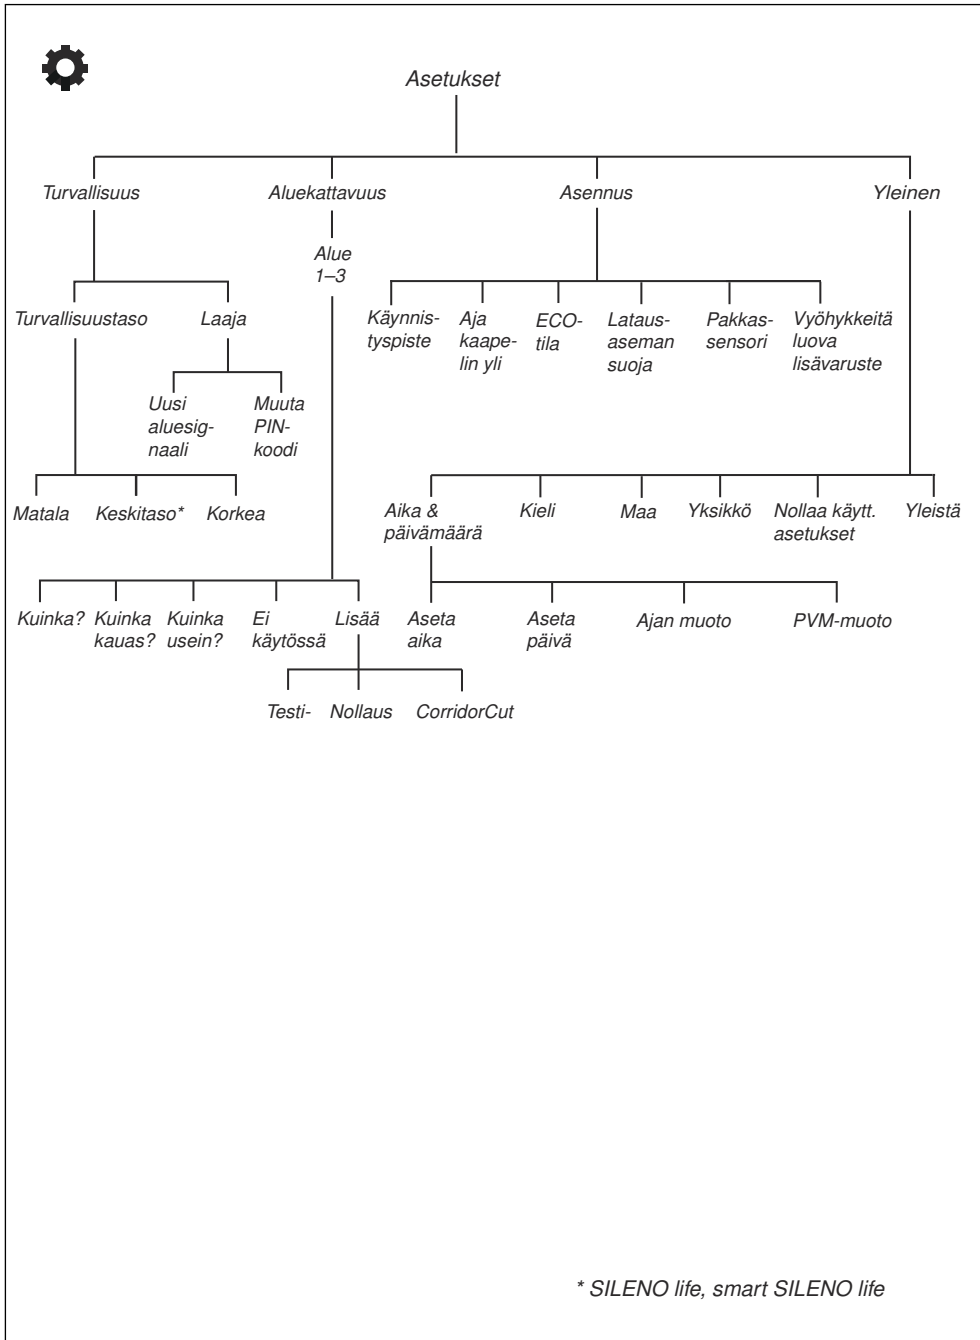 Asetukset
Turvallisuus
Aluekattavuus
Asennus
Yleinen
Alue
1–3
Turvallisuustaso
Laaja
Käynnis-
tyspiste
Aja
kaape-
lin yli
ECO-
tila
Lataus-
aseman
suoja
Pakkas-
sensori
Vyöhykkeitä
luova
lisävaruste
Uusi
aluesig-
naali
Muuta
PIN-
koodi
Matala
Keskitaso*
Korkea
Aika &
päivämäärä
Kieli
Maa
Yksikkö
Nollaa käytt.
asetukset
Yleistä
Kuinka?
Kuinka
kauas?
Kuinka
usein?
Ei
käytössä
Lisää
Aseta
aika
Aseta
päivä
Ajan muoto
PVM-muoto
Testi-
Nollaus
CorridorCut
* SILENO life, smart SILENO life